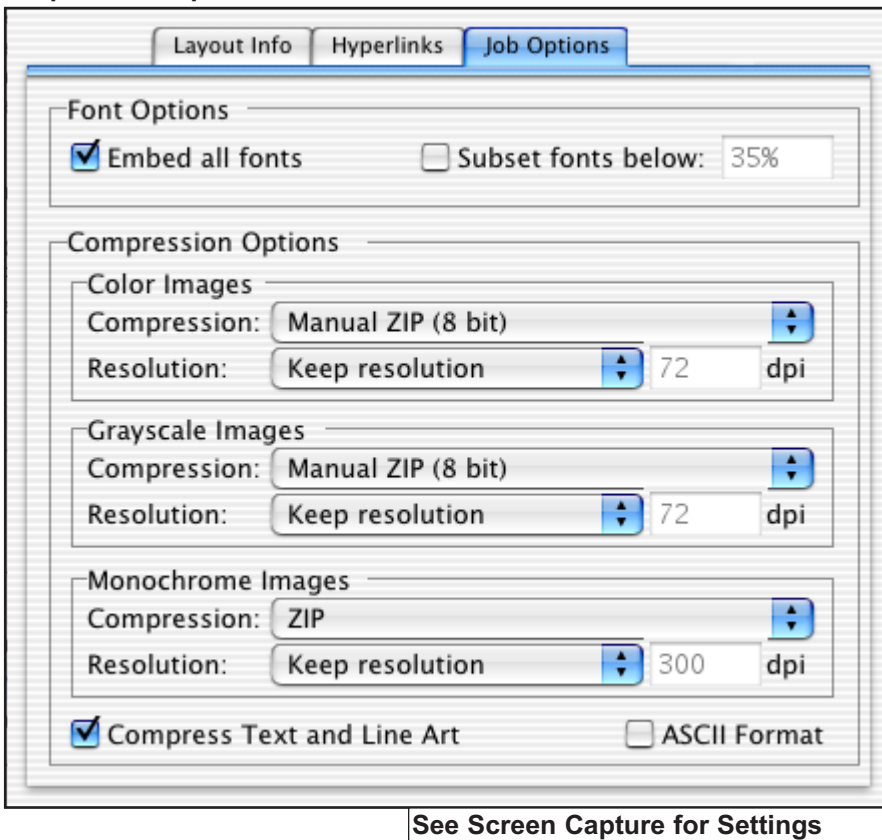 Layout Info Hyperlinks Job Options
Font Options
Embed all fonts Subset fonts below: 35%
Compression Options
Color Images
Compression: Manual ZIP (8 bit)
Resolution: Keep resolution 72 dpi
Grayscale Images
Compression: Manual ZIP (8 bit)
Resolution: Keep resolution 72 dpi
Monochrome Images
Compression: ZIP
Resolution: Keep resolution 300 dpi
Compress Text and Line Art ASCII Format
See Screen Capture for Settings